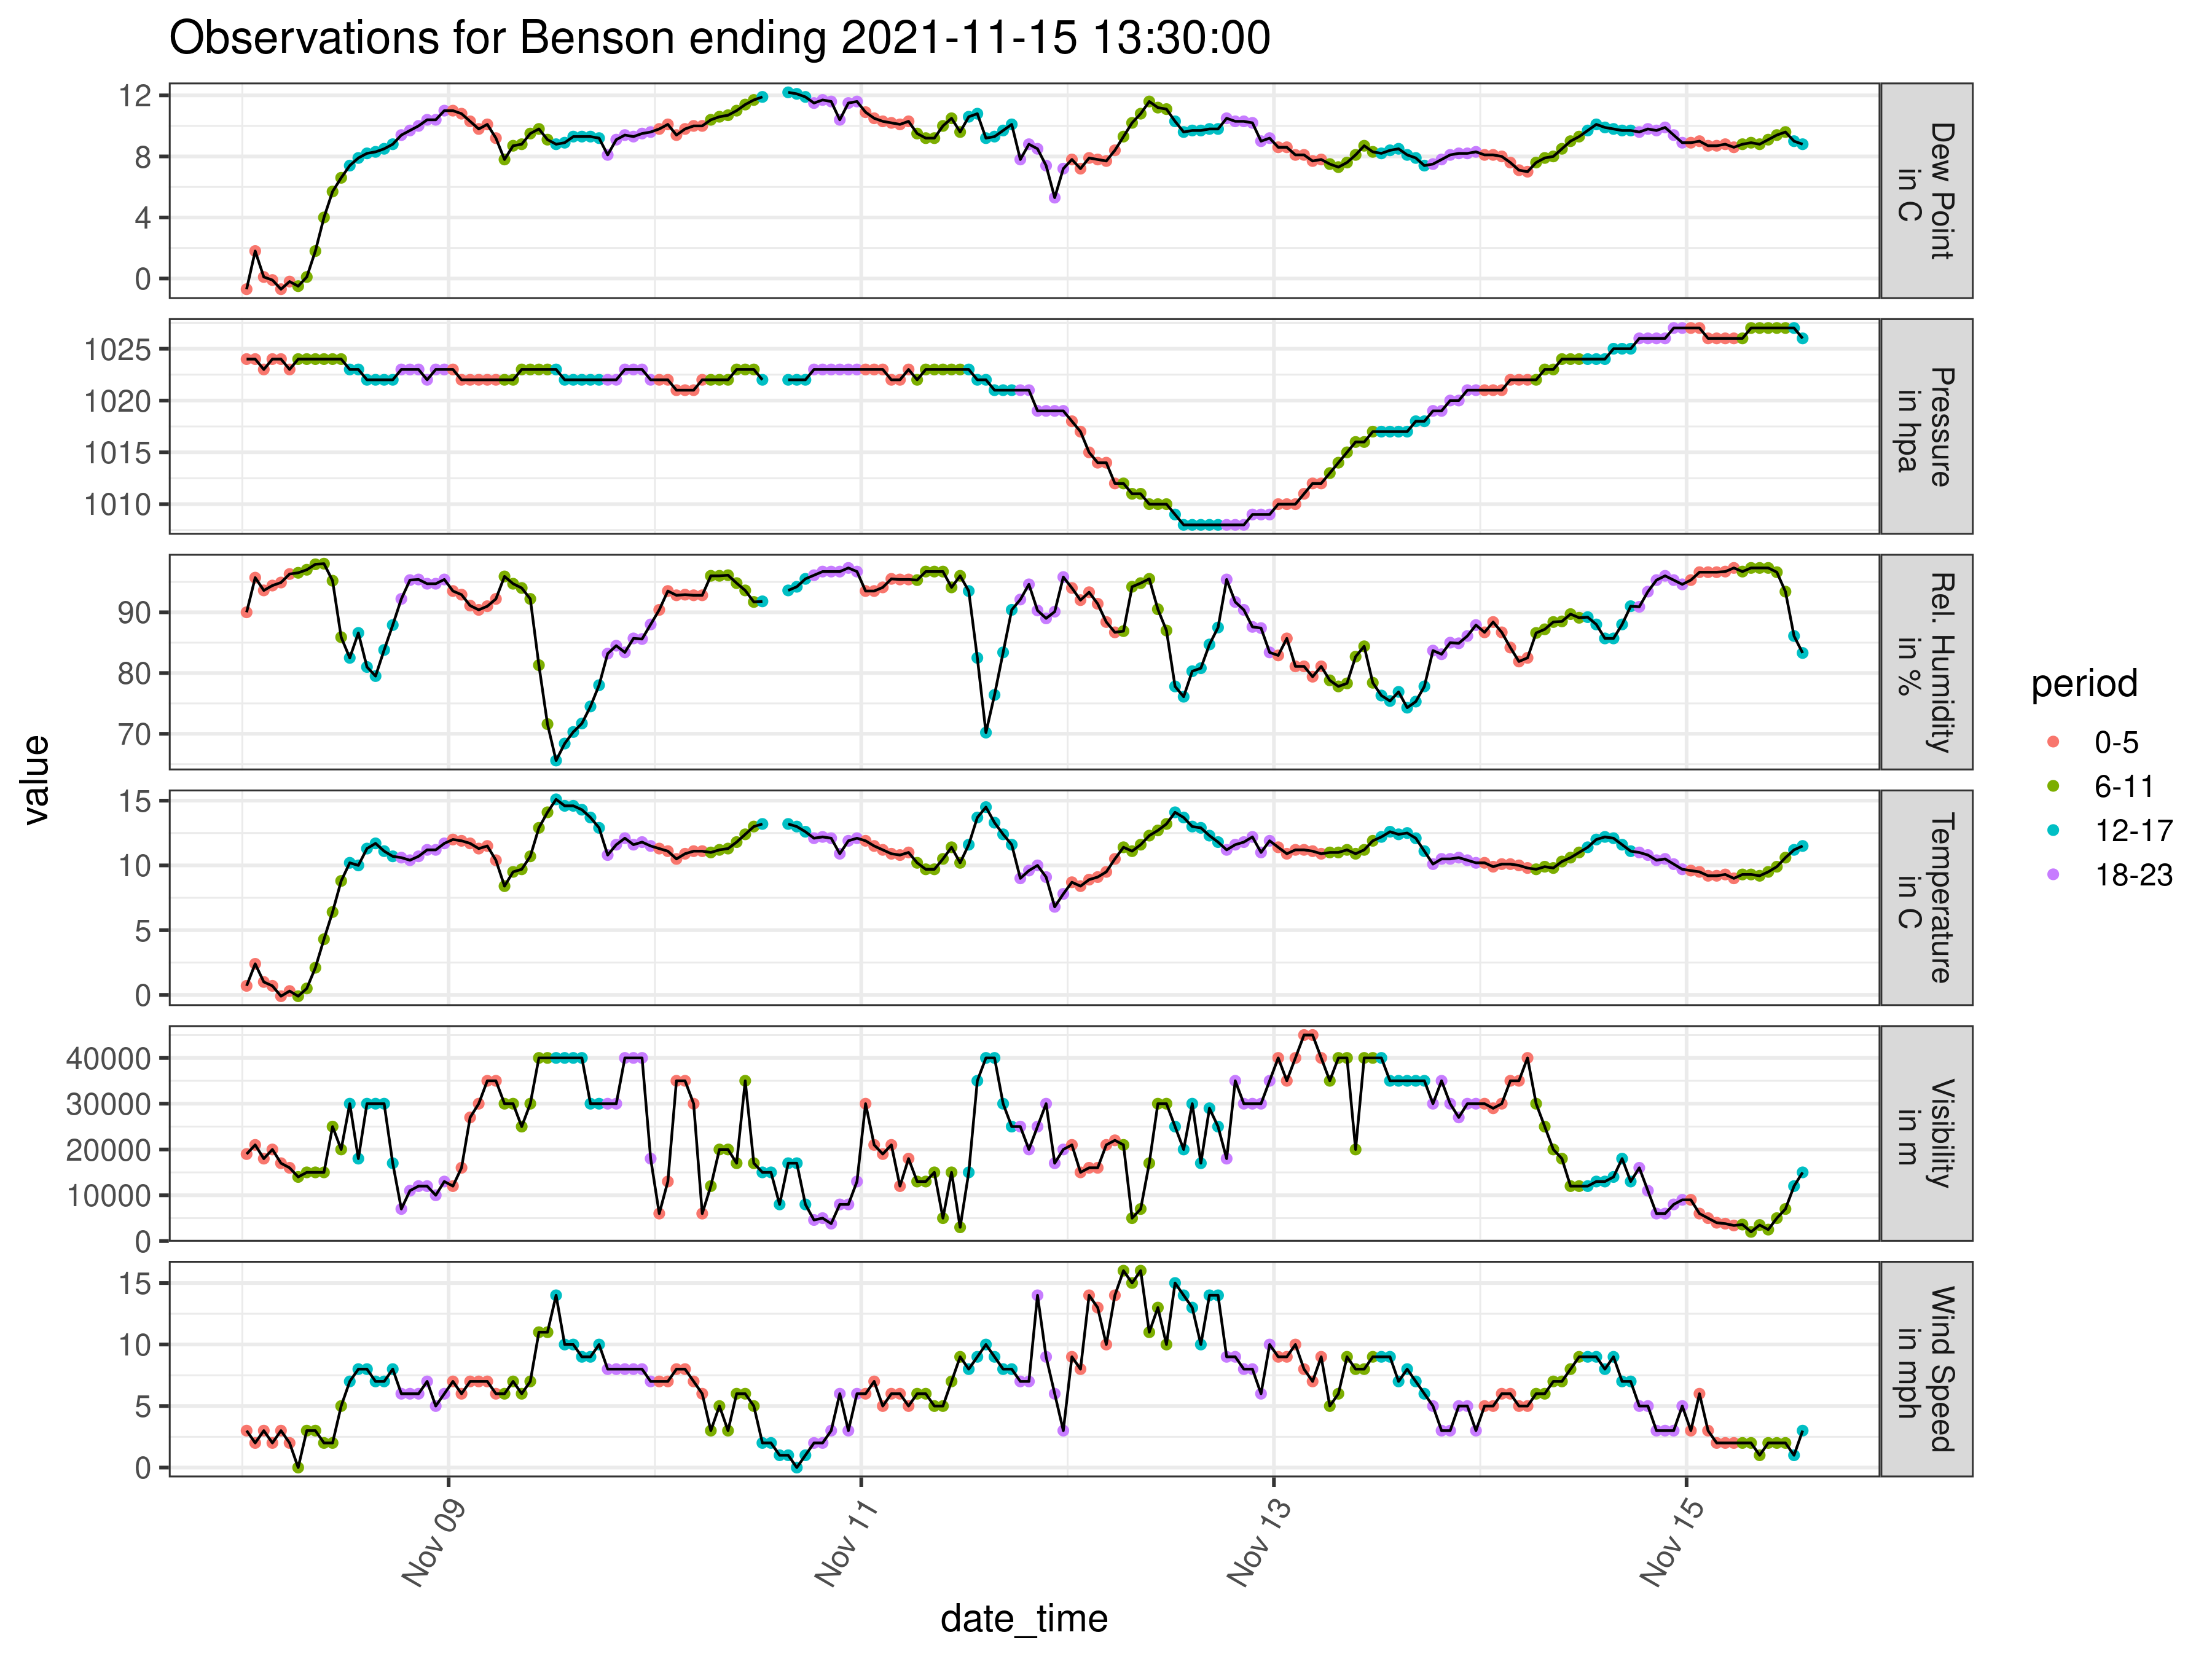 Observations for Benson ending 2021-11-15 13:30:00
12
8
4
0
Dew Point
in C
1025
1020
1015
1010
Pressure
in hpa
90
80
70
Rel. Humidity
in %
15
10
5
0
Temperature
in C
40000
30000
20000
10000
0
Visibility
in m
15
10
5
0
Wind Speed
in mph
value
Nov 09
Nov 11
Nov 13
Nov 15
date_time
period
0-5
6-11
12-17
18-23